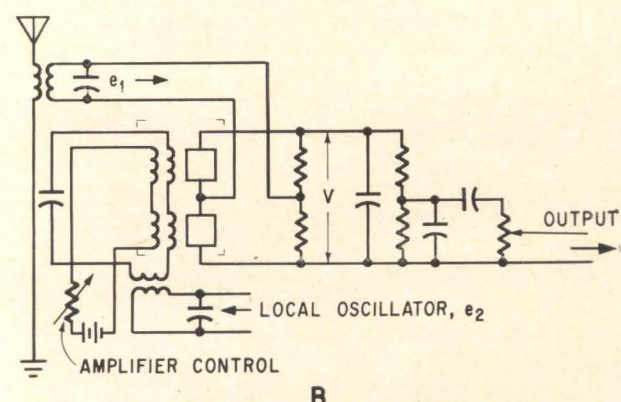 e1
V
OUTPUT
LOCAL OSCILLATOR, e2
AMPLIFIER CONTROL
B